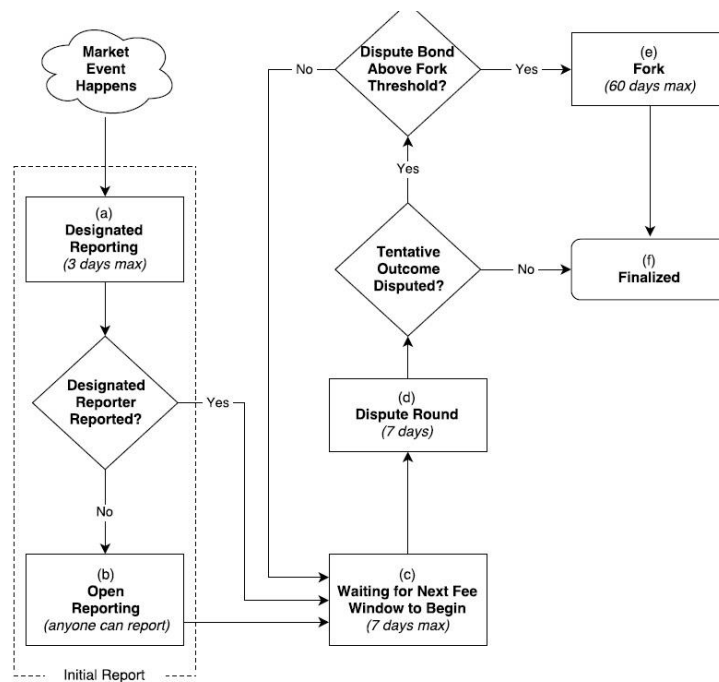 Market
Event
Happens
(a)
Designated
Reporting
(3 days max)
Designated
Reporter
Reported?
Yes
No
(b)
Open
Reporting
(anyone can report)
Initial Report
(c)
Waiting for Next Fee
Window to Begin
(7 days max)
(d)
Dispute Round
(7 days)
Tentative
Outcome
Disputed?
No
Yes
Dispute Bond
Above Fork
Threshold?
No
Yes
(e)
Fork
(60 days max)
(f)
Finalized